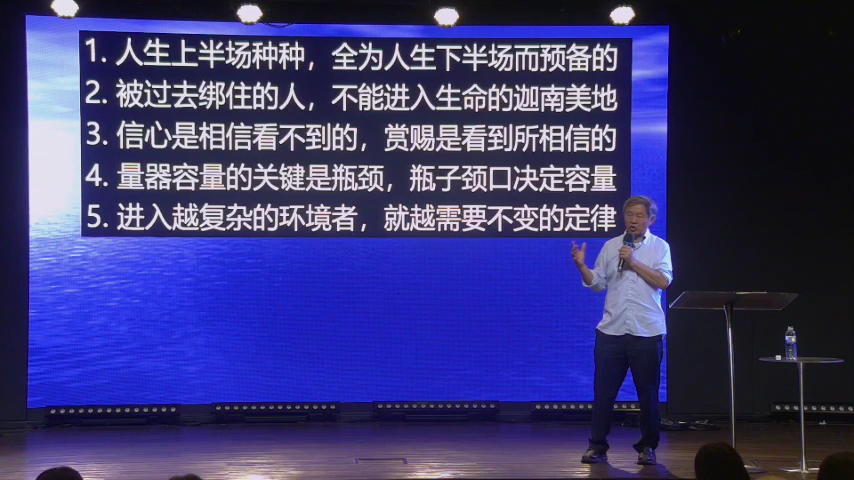 1. 人生上半场种种，全为人生下半场而预备的
2. 被过去绑住的人，不能进入生命的迦南美地
3. 信心是相信看不到的，赏赐是看到所相信的
4. 量器容量的关键是瓶颈，瓶子颈口决定容量
5. 进入越复杂的环境者，就越需要不变的定律